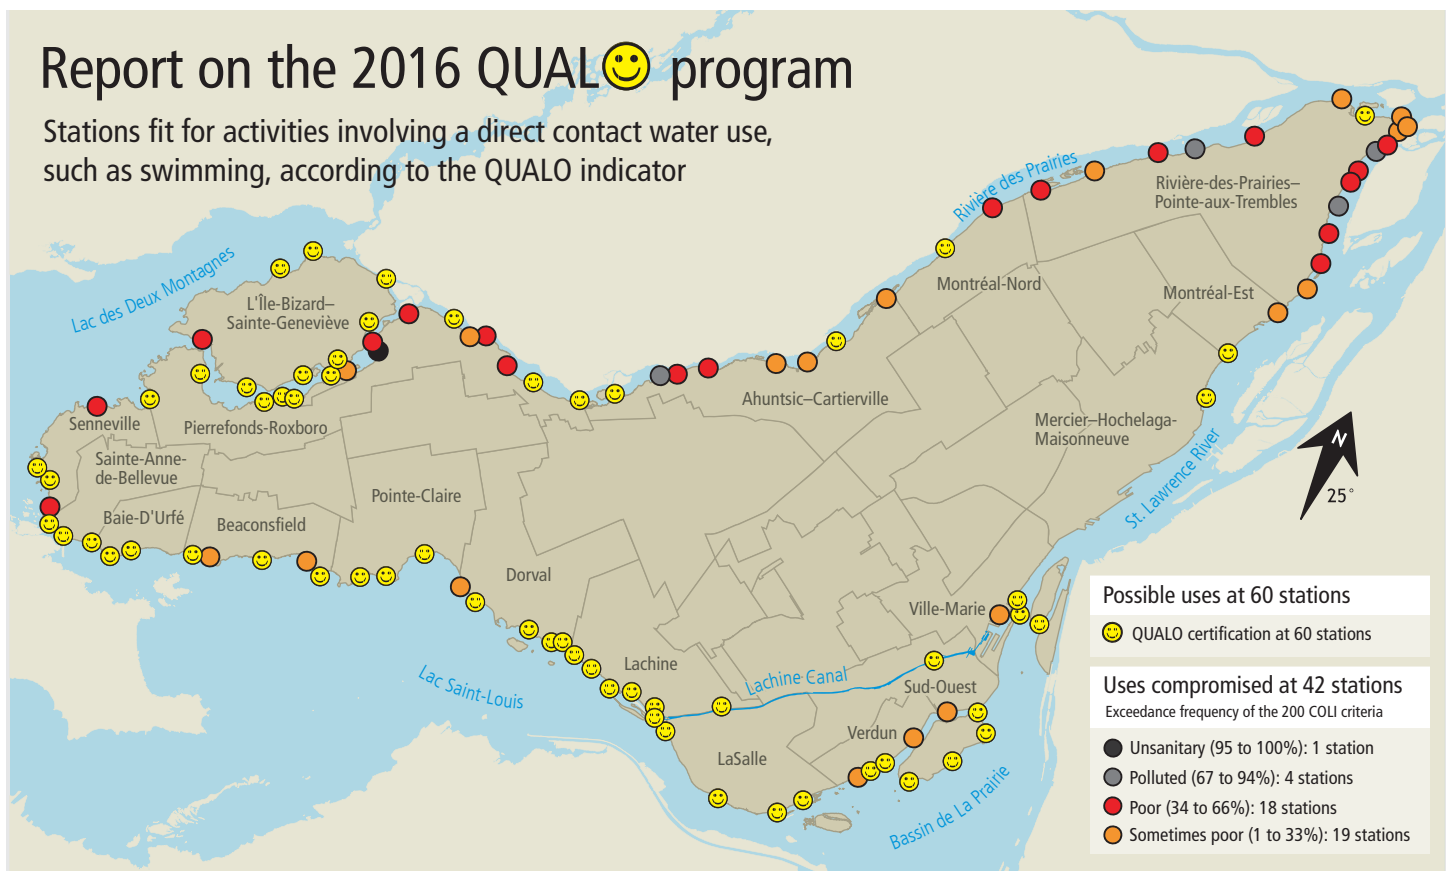 Report on the 2016 QUAL program
Stations fit for activities involving a direct contact water use,
such as swimming, according to the QUALO indicator
Rivière des Prairies
Rivière-des-Prairies–
Pointe-aux-Trembles
Lac des Deux Montagnes
L'Île-Bizard–
Sainte-Geneviève
Montréal-Nord
Montréal-Est
Ahuntsic–Cartierville
Senneville
Pierrefonds-Roxboro
Mercier–Hochelaga-
Maisonneuve
Sainte-Anne-
de-Bellevue
Pointe-Claire
St. Lawrence River
N
25°
Baie-D'Urfé
Beaconsfield
Dorval
Ville-Marie
Lachine
Lachine Canal
Sud-Ouest
Lac Saint-Louis
Verdun
LaSalle
Bassin de La Prairie
Possible uses at 60 stations
QUALO certification at 60 stations
Uses compromised at 42 stations
Exceedance frequency of the 200 COLI criteria
Unsanitary (95 to 100%): 1 station
Polluted (67 to 94%): 4 stations
Poor (34 to 66%): 18 stations
Sometimes poor (1 to 33%): 19 stations